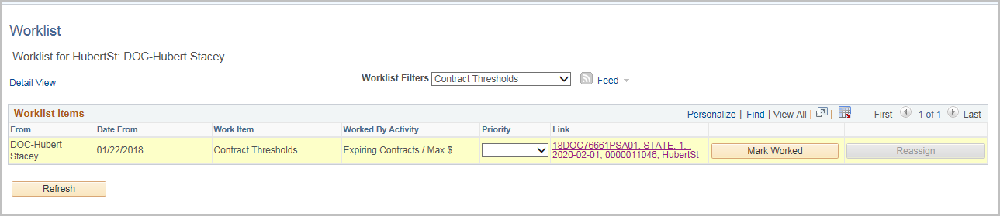 Worklist
Worklist for HubertSt: DOC-Hubert Stacey
Detail View
Worklist Filters Contract Thresholds Feed
Worklist Items Personalize | Find | View All | | First 1 of 1 Last
From Date From Work Item Worked By Activity Priority Link
DOC-Hubert Stacey 01/22/2018 Contract Thresholds Expiring Contracts / Max $ 18DOC76661PSA01, STATE, 1, , 2020-02-01, 0000011046, HubertSt Mark Worked Reassign
Refresh